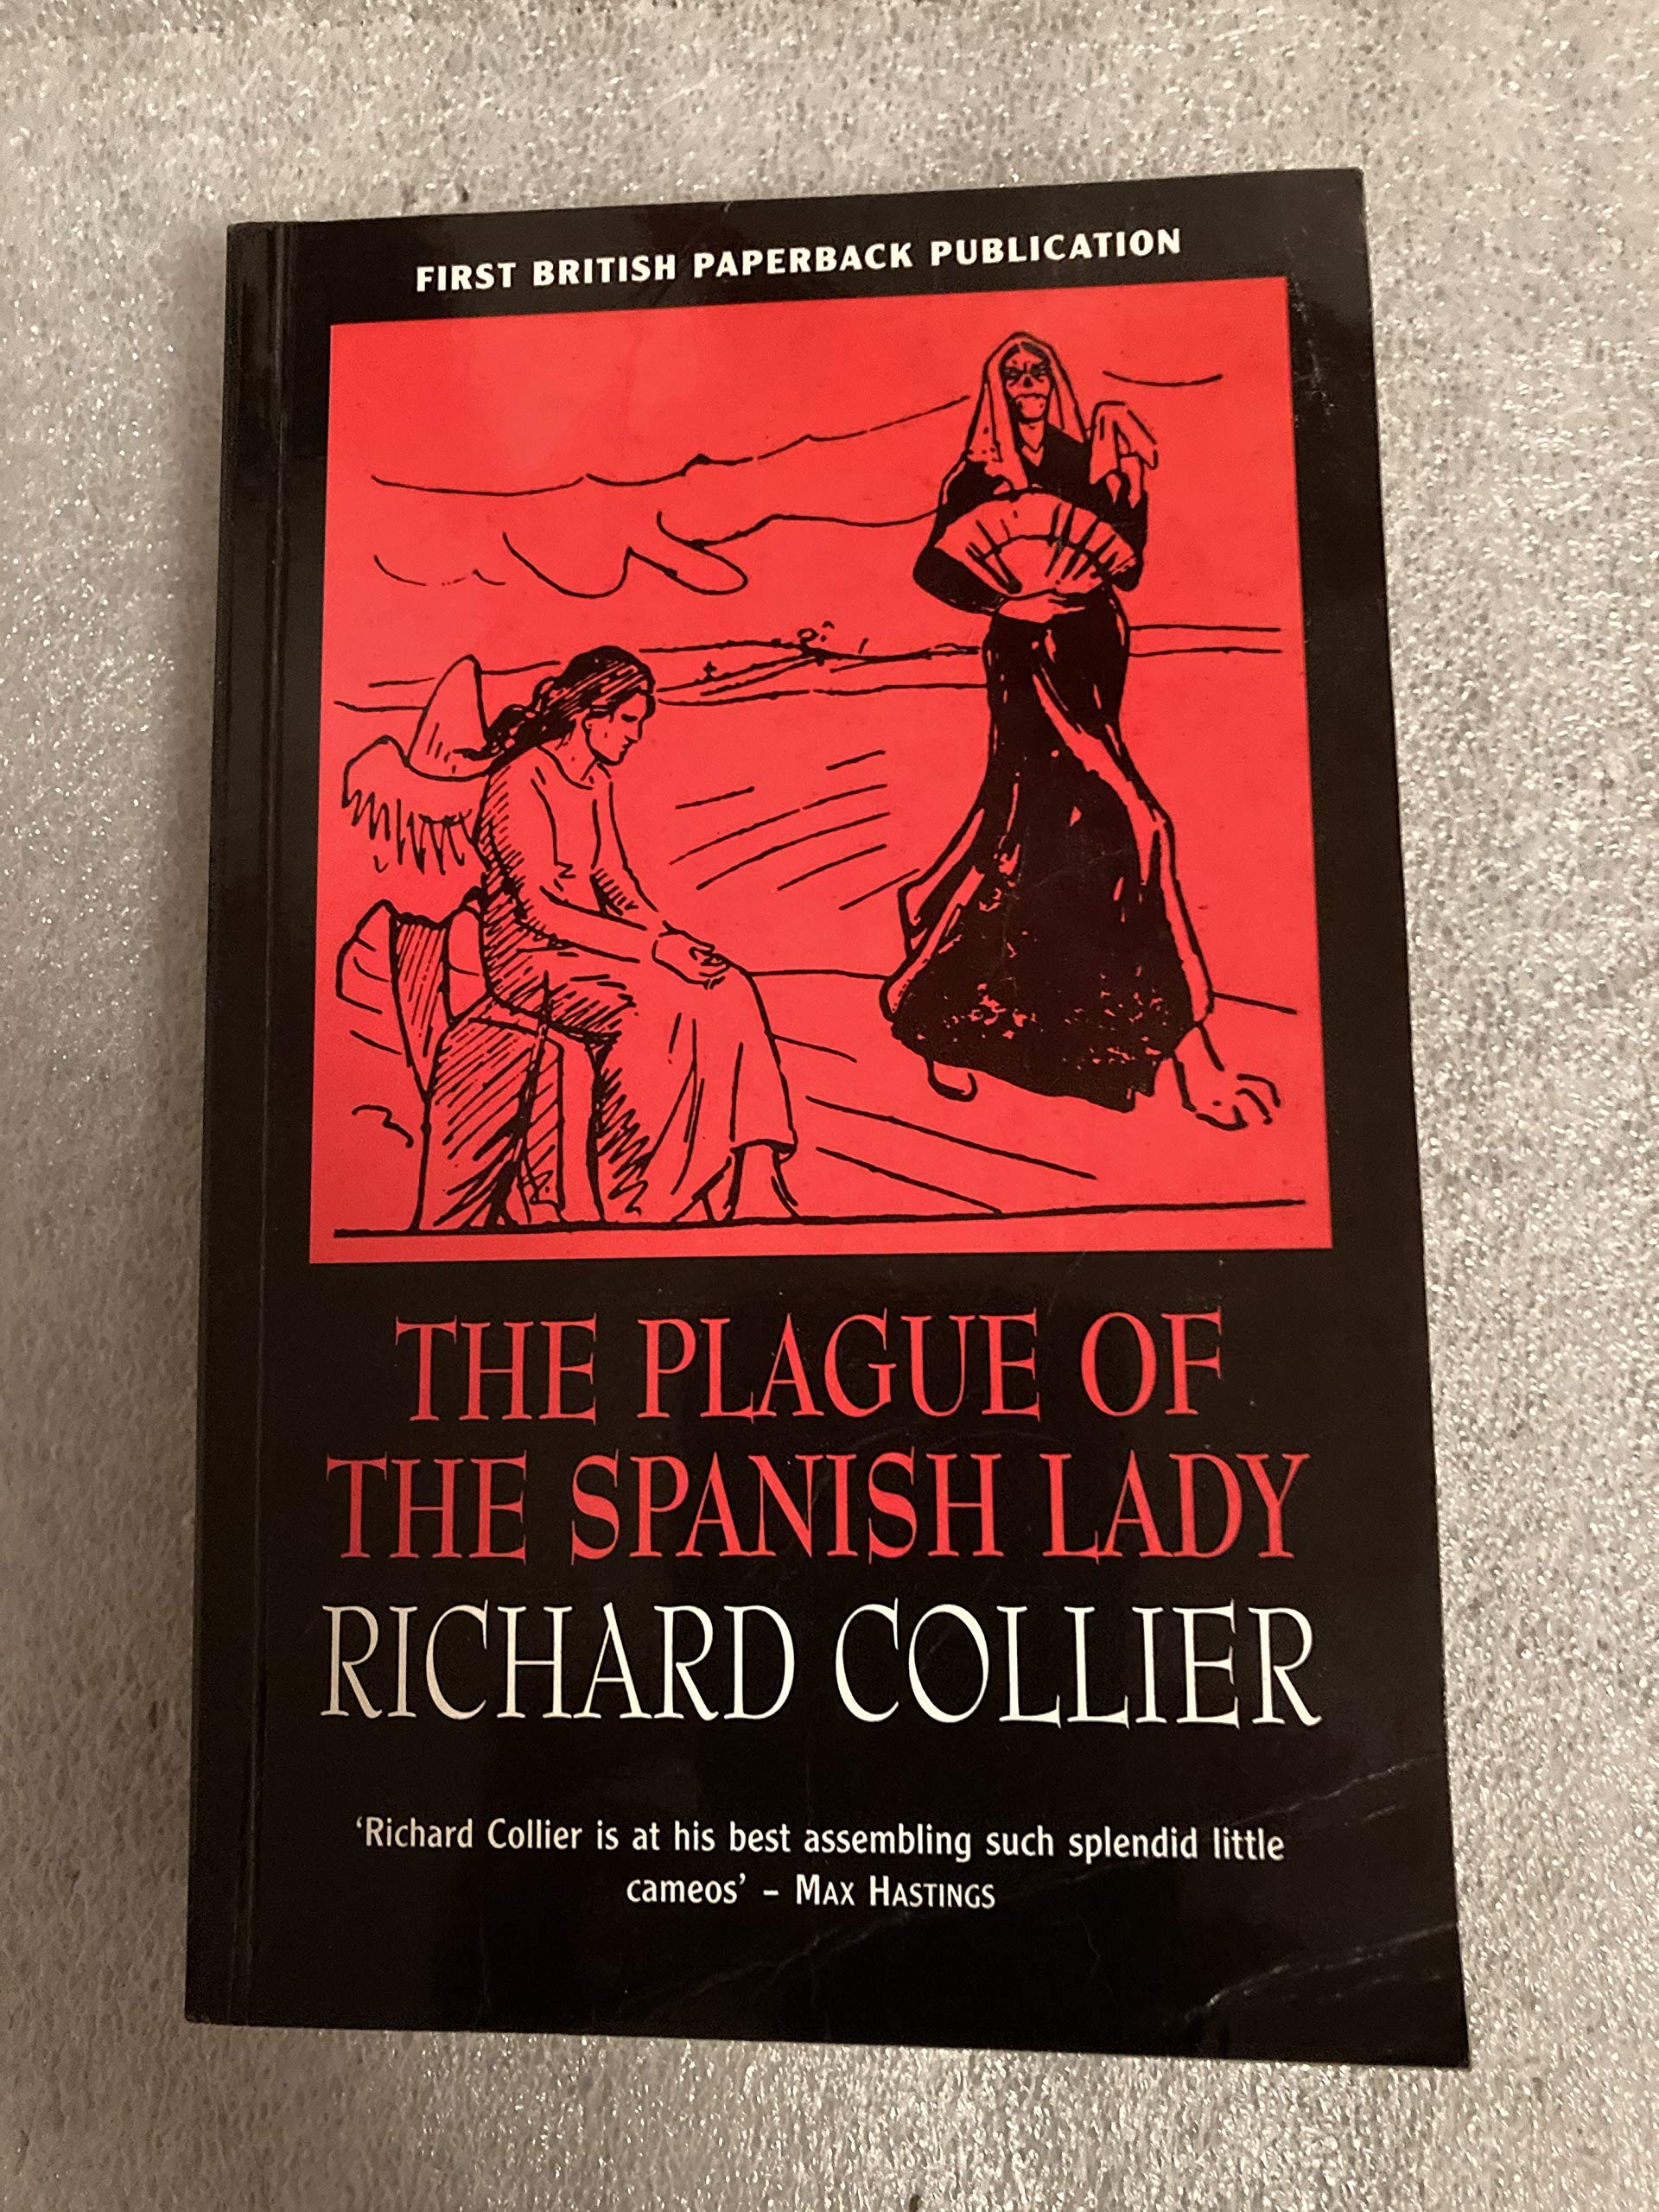 FIRST BRITISH PAPERBACK PUBLICATION
THE PLAGUE OF
THE SPANISH LADY
RICHARD COLLIER
‘Richard Collier is at his best assembling such splendid little
cameos’ – MAX HASTINGS